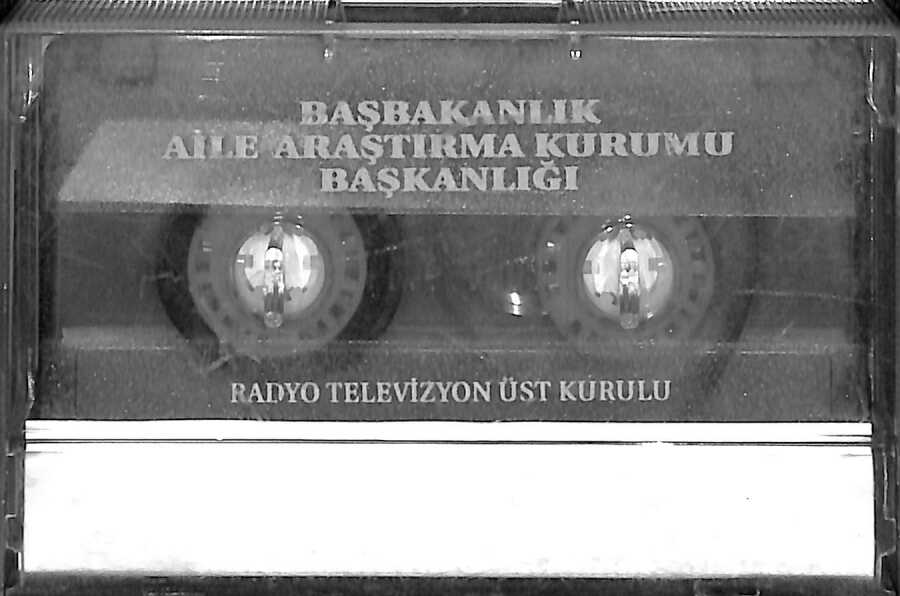 BAŞBAKANLIK
AİLE ARAŞTIRMA KURUMU
BAŞKANLIĞI
RADYO TELEVİZYON ÜST KURULU